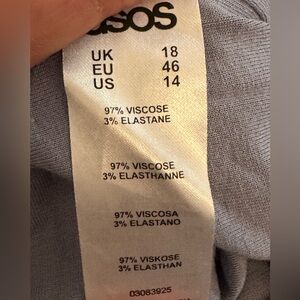 asos
UK 18
EU 46
US 14
97% VISCOSE
3% ELASTANE
97% VISCOSE
3% ELASTHANNE
97% VISCOSA
3% ELASTANO
97% VISKOSE
3% ELASTHAN
03083925